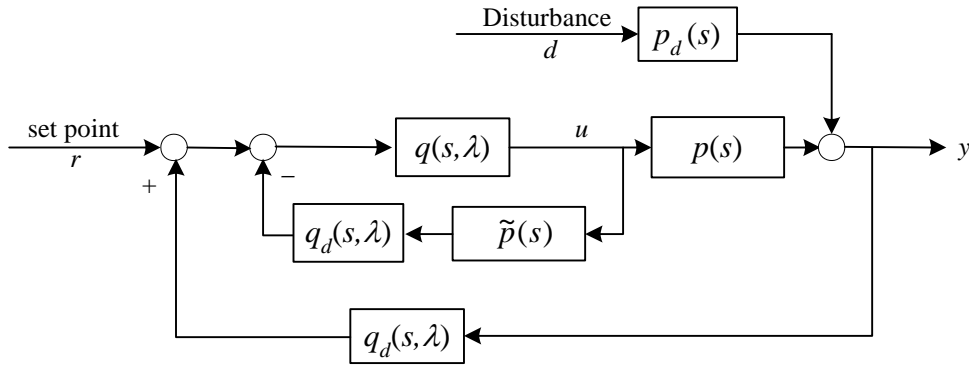 Disturbance
d
p_d(s)
set point
r
q(s,λ)
u
p(s)
y
+
−
q_d(s,λ)
p̃(s)
q_d(s,λ)